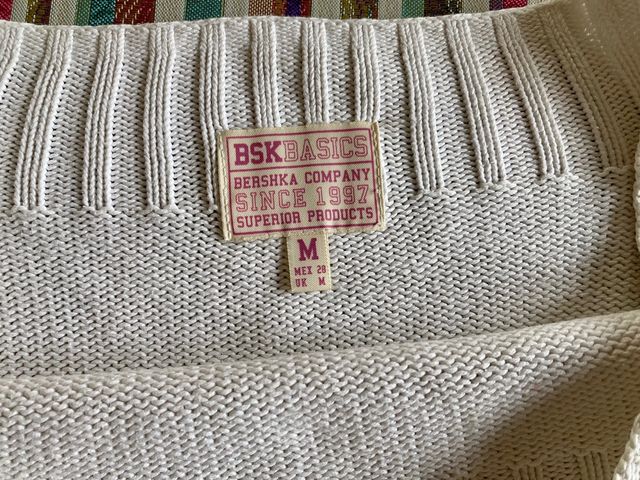 BSKBASICS
BERSHKA COMPANY
SINCE 1997
SUPERIOR PRODUCTS
M
MEX 28
UK M